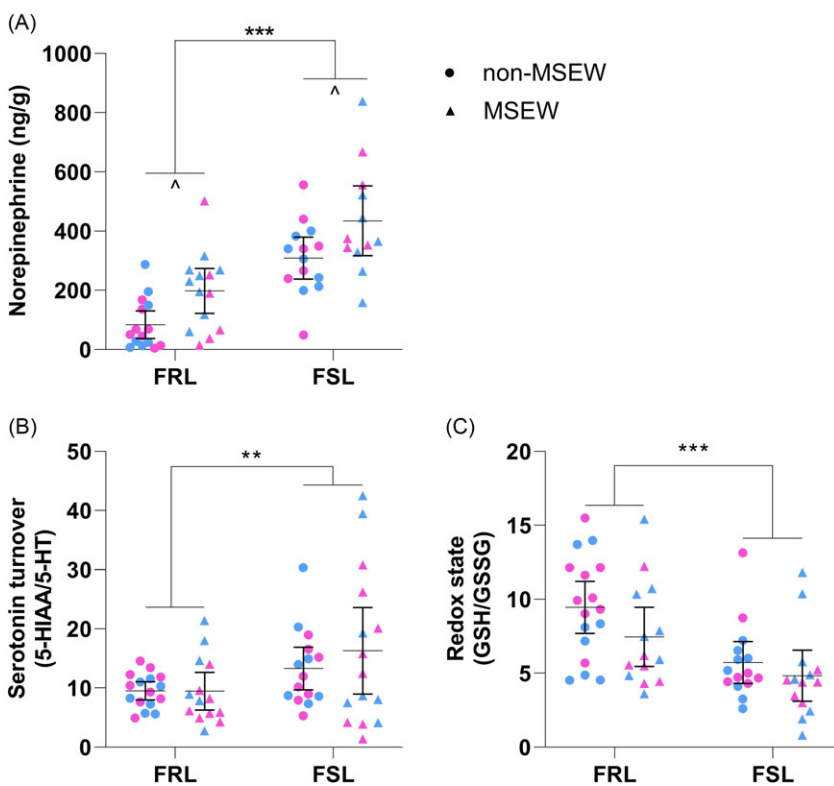 (A)
***
Norepinephrine (ng/g)
1000
800
600
400
200
0
^
^
FRL
FSL
non-MSEW
MSEW
(B)
**
Serotonin turnover
(5-HIAA/5-HT)
50
40
30
20
10
0
FRL
FSL
(C)
***
Redox state
(GSH/GSSG)
20
15
10
5
0
FRL
FSL